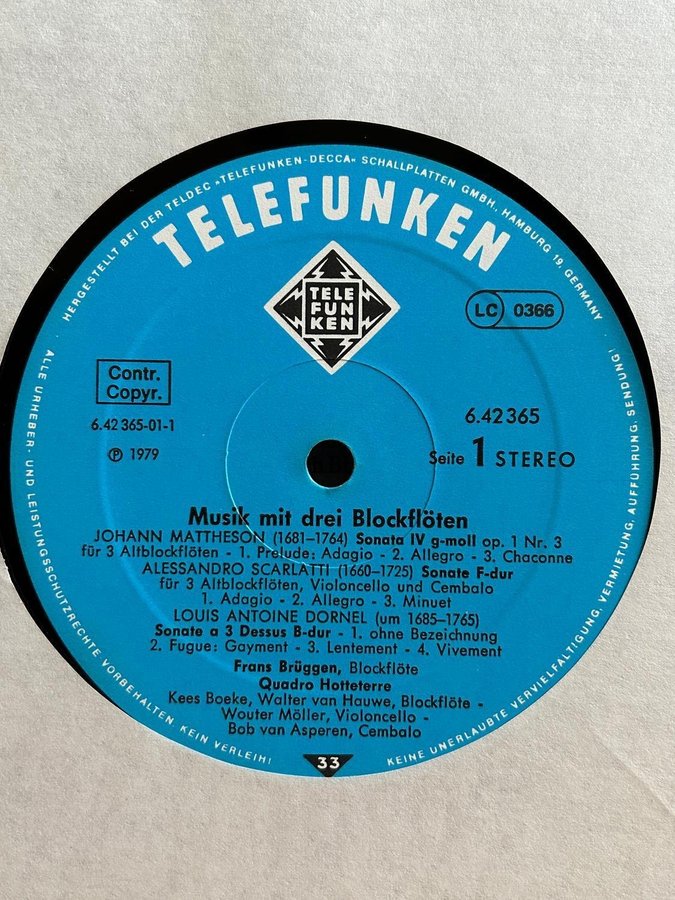 HERGESTELLT BEI DER TELDEC »TELEFUNKEN-DECCA« SCHALLPLATTEN GMBH., HAMBURG 19 GERMANY
TELEFUNKEN
TELE
FUN
KEN
LC 0366
Contr.
Copyr.
6.42 365-01-1
℗ 1979
6.42 365
Seite 1 STEREO
Musik mit drei Blockflöten
JOHANN MATTHESON (1681–1764) Sonata IV g-moll op. 1 Nr. 3
für 3 Altblockflöten - 1. Prelude: Adagio - 2. Allegro - 3. Chaconne
ALESSANDRO SCARLATTI (1660–1725) Sonate F-dur
für 3 Altblockflöten, Violoncello und Cembalo
1. Adagio - 2. Allegro - 3. Minuet
LOUIS ANTOINE DORNEL (um 1685–1765)
Sonate a 3 Dessus B-dur - 1. ohne Bezeichnung
2. Fugue: Gayment - 3. Lentement - 4. Vivement
Frans Brüggen, Blockflöte
Quadro Hotteterre
Kees Boeke, Walter van Hauwe, Blockflöte -
Wouter Möller, Violoncello -
Bob van Asperen, Cembalo
33
ALLE URHEBER- UND LEISTUNGSSCHUTZRECHTE VORBEHALTEN KEIN VERLEIH!
KEINE UNERLAUBTE VERVIELFÄLTIGUNG, VERMIETUNG, AUFFÜHRUNG, SENDUNG!